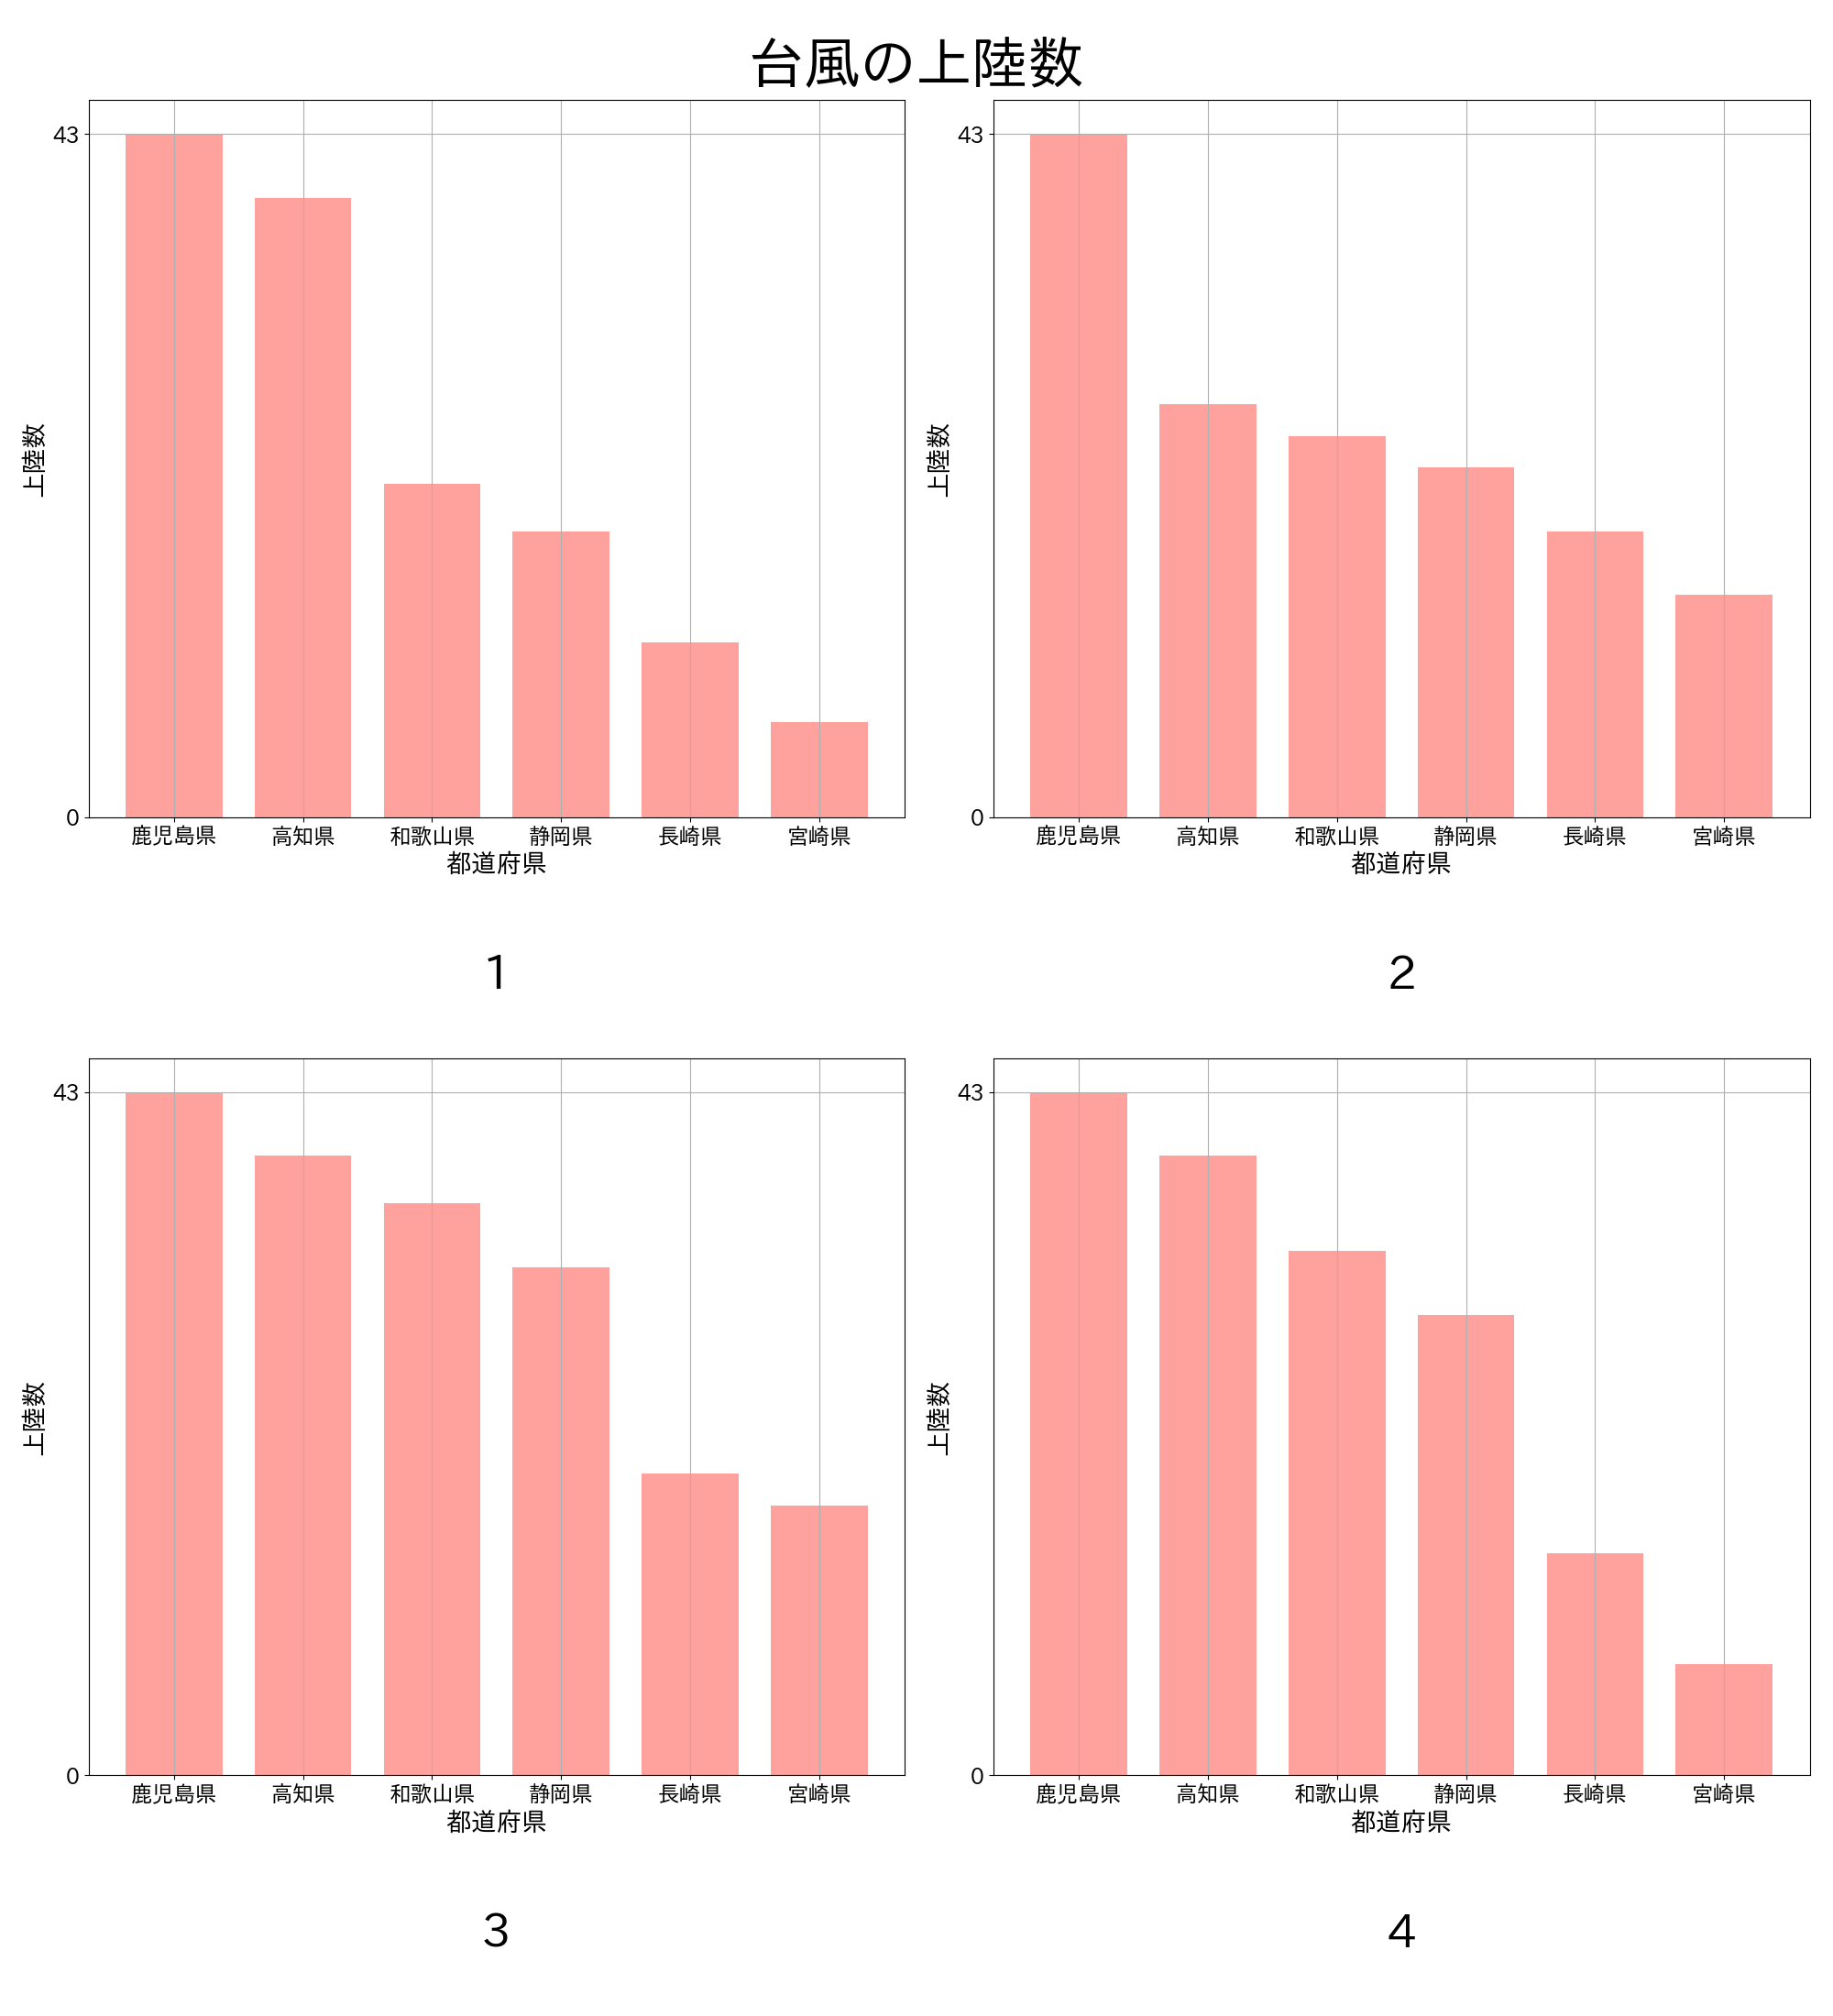 台風の上陸数
43
上陸数
0
鹿児島県 高知県 和歌山県 静岡県 長崎県 宮崎県
都道府県
1
43
上陸数
0
鹿児島県 高知県 和歌山県 静岡県 長崎県 宮崎県
都道府県
2
43
上陸数
0
鹿児島県 高知県 和歌山県 静岡県 長崎県 宮崎県
都道府県
3
43
上陸数
0
鹿児島県 高知県 和歌山県 静岡県 長崎県 宮崎県
都道府県
4